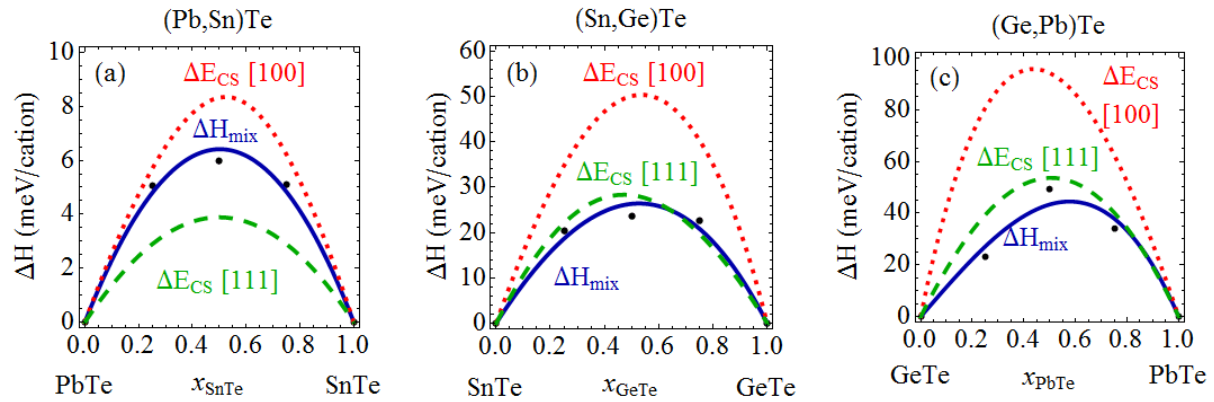 (Pb,Sn)Te
10
8
6
4
2
0
ΔH (meV/cation)
(a)
ΔE_CS [100]
ΔH_mix
ΔE_CS [111]
0.0 0.2 0.4 0.6 0.8 1.0
PbTe x_SnTe SnTe
(Sn,Ge)Te
60
50
40
30
20
10
0
ΔH (meV/cation)
(b)
ΔE_CS [100]
ΔE_CS [111]
ΔH_mix
0.0 0.2 0.4 0.6 0.8 1.0
SnTe x_GeTe GeTe
(Ge,Pb)Te
100
80
60
40
20
0
ΔH (meV/cation)
(c)
ΔE_CS
[100]
ΔE_CS [111]
ΔH_mix
0.0 0.2 0.4 0.6 0.8 1.0
GeTe x_PbTe PbTe